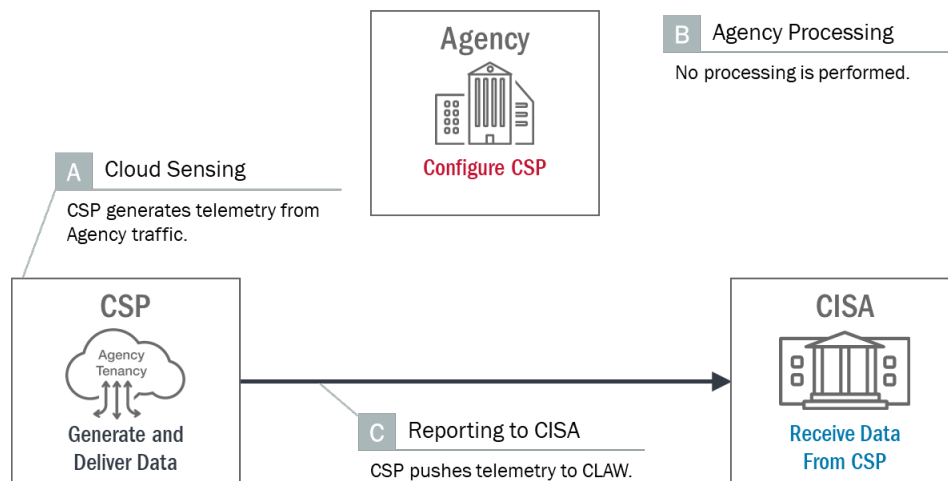 Agency
Configure CSP
B Agency Processing
No processing is performed.
A Cloud Sensing
CSP generates telemetry from
Agency traffic.
CSP
Agency
Tenancy
Generate and
Deliver Data
C Reporting to CISA
CSP pushes telemetry to CLAW.
CISA
Receive Data
From CSP